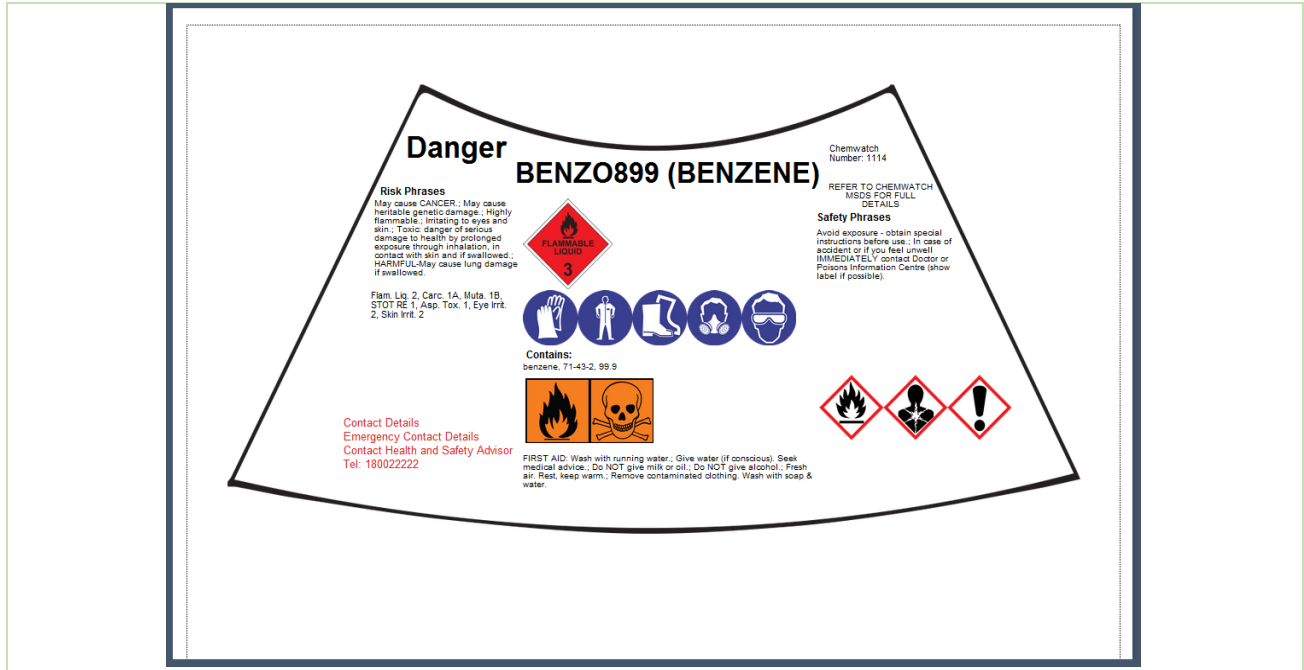 Danger
BENZO899 (BENZENE)
Chemwatch
Number: 1114
REFER TO CHEMWATCH
MSDS FOR FULL
DETAILS
Risk Phrases
May cause CANCER.; May cause
heritable genetic damage.; Highly
flammable.; Irritating to eyes and
skin.; Toxic: danger of serious
damage to health by prolonged
exposure through inhalation, in
contact with skin and if swallowed.;
HARMFUL-May cause lung damage
if swallowed.
Flam. Liq. 2, Carc. 1A, Muta. 1B,
STOT RE 1, Asp. Tox. 1, Eye Irrit.
2, Skin Irrit. 2
FLAMMABLE
LIQUID
3
Safety Phrases
Avoid exposure - obtain special
instructions before use.; In case of
accident or if you feel unwell
IMMEDIATELY contact Doctor or
Poisons Information Centre (show
label if possible).
Contains:
benzene, 71-43-2, 99.9
Contact Details
Emergency Contact Details
Contact Health and Safety Advisor
Tel: 180022222
FIRST AID: Wash with running water.; Give water (if conscious). Seek
medical advice.; Do NOT give milk or oil.; Do NOT give alcohol.; Fresh
air. Rest, keep warm.; Remove contaminated clothing. Wash with soap &
water.